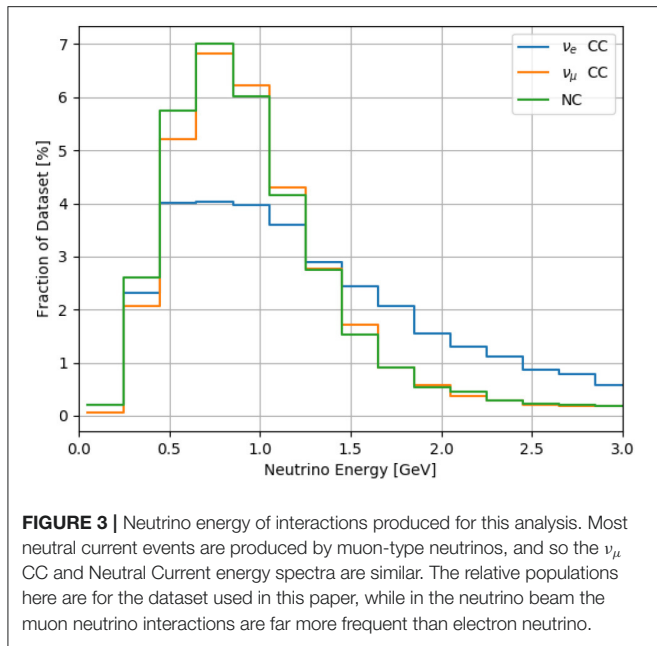 7
6
5
4
3
2
1
0
Fraction of Dataset [%]
νe CC
νμ CC
NC
0.0 0.5 1.0 1.5 2.0 2.5 3.0
Neutrino Energy [GeV]
FIGURE 3 | Neutrino energy of interactions produced for this analysis. Most
neutral current events are produced by muon-type neutrinos, and so the νμ
CC and Neutral Current energy spectra are similar. The relative populations
here are for the dataset used in this paper, while in the neutrino beam the
muon neutrino interactions are far more frequent than electron neutrino.